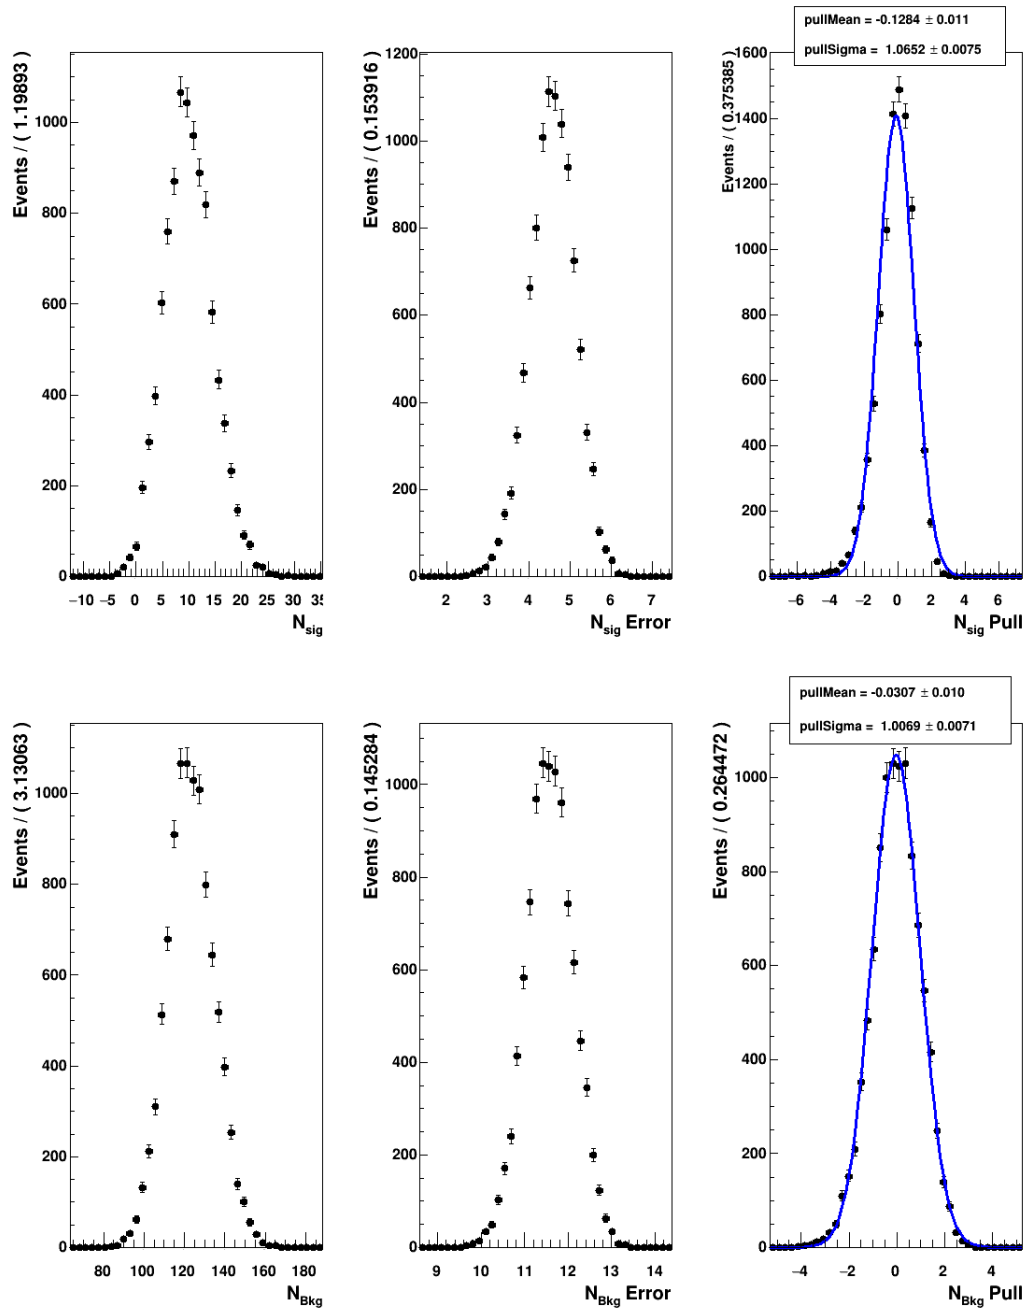 Events / ( 1.19893 )
1000
800
600
400
200
0
−10 −5 0 5 10 15 20 25 30 35
N_sig
Events / ( 0.153916 )
1200
1000
800
600
400
200
0
2 3 4 5 6 7
N_sig Error
pullMean = -0.1284 ± 0.011
pullSigma = 1.0652 ± 0.0075
Events / ( 0.375385 )
1600
1400
1200
1000
800
600
400
200
0
−6 −4 −2 0 2 4 6
N_sig Pull
Events / ( 3.13063 )
1000
800
600
400
200
0
80 100 120 140 160 180
N_Bkg
Events / ( 0.145284 )
1000
800
600
400
200
0
9 10 11 12 13 14
N_Bkg Error
pullMean = -0.0307 ± 0.010
pullSigma = 1.0069 ± 0.0071
Events / ( 0.264472 )
1000
800
600
400
200
0
−4 −2 0 2 4
N_Bkg Pull